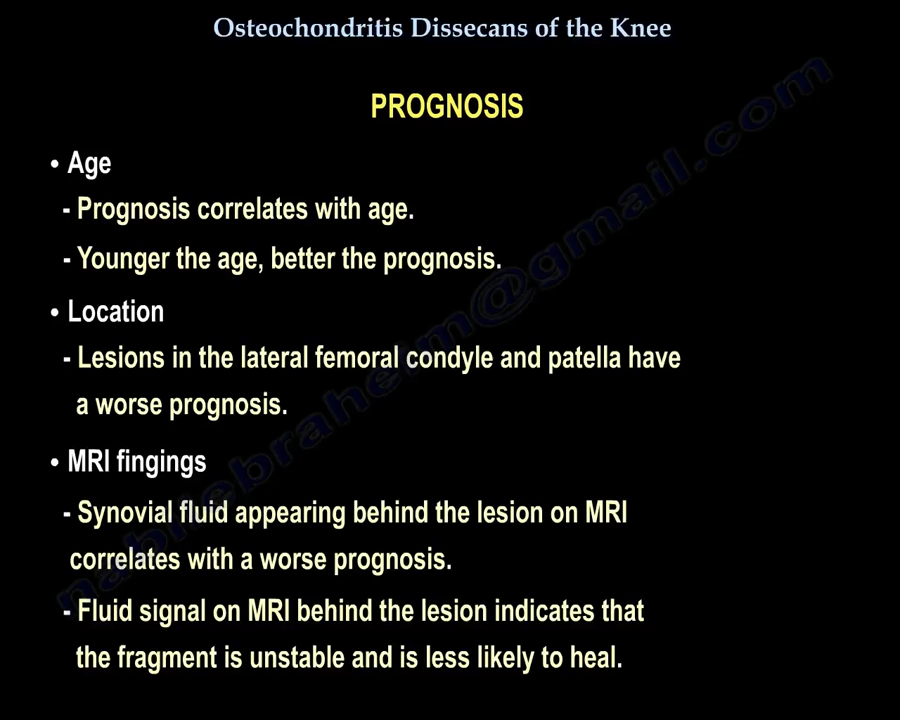 Osteochondritis Dissecans of the Knee
PROGNOSIS
• Age
- Prognosis correlates with age.
- Younger the age, better the prognosis.
• Location
- Lesions in the lateral femoral condyle and patella have
a worse prognosis.
• MRI fingings
- Synovial fluid appearing behind the lesion on MRI
correlates with a worse prognosis.
- Fluid signal on MRI behind the lesion indicates that
the fragment is unstable and is less likely to heal.
nabilebraheim@gmail.com